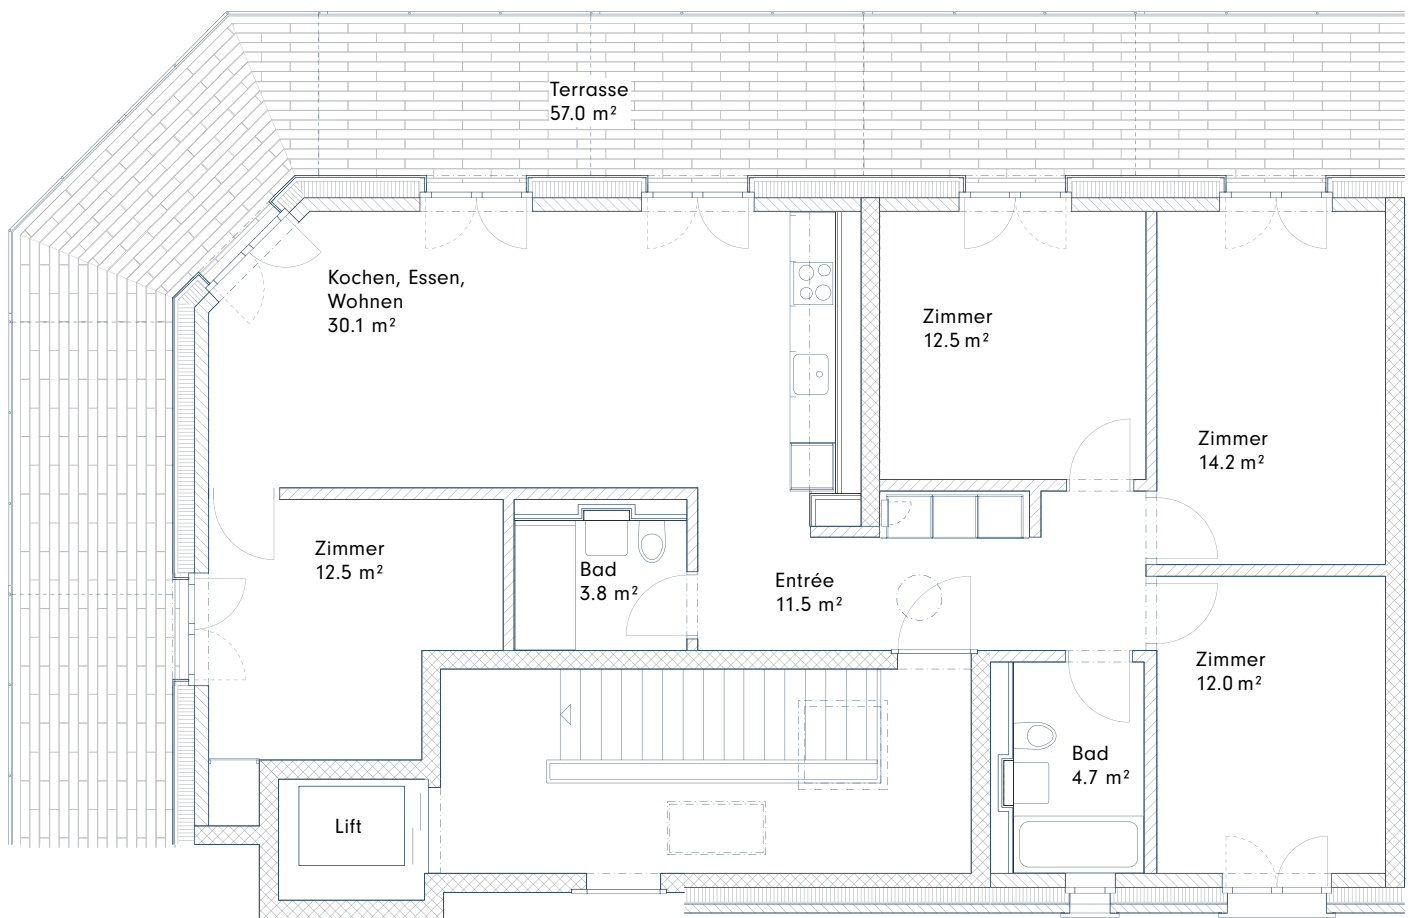 Terrasse
57.0 m²
Kochen, Essen,
Wohnen
30.1 m²
Zimmer
12.5 m²
Zimmer
14.2 m²
Zimmer
12.5 m²
Bad
3.8 m²
Entrée
11.5 m²
Zimmer
12.0 m²
Bad
4.7 m²
Lift